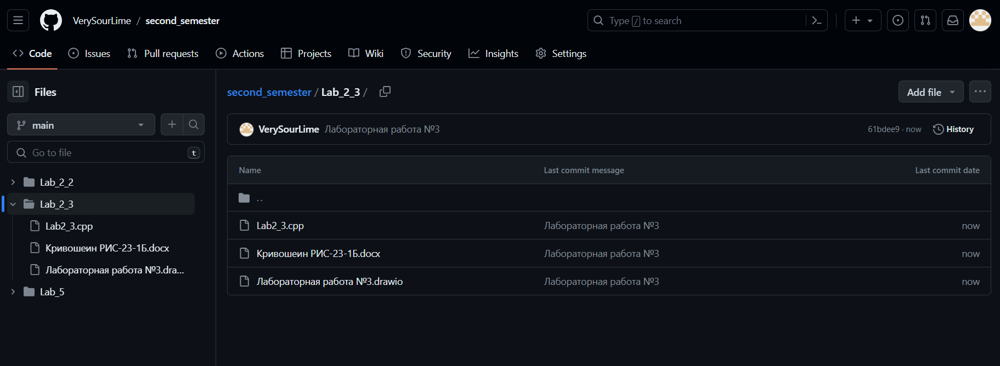 VerySourLime / second_semester
Type / to search
Code Issues Pull requests Actions Projects Wiki Security Insights Settings
Files
main
Go to file t
Lab_2_2
Lab_2_3
Lab2_3.cpp
Кривошеин РИС-23-1Б.docx
Лабораторная работа №3.dra...
Lab_5
second_semester / Lab_2_3 /
Add file
VerySourLime Лабораторная работа №3 61bdee9 · now History
Name Last commit message Last commit date
..
Lab2_3.cpp Лабораторная работа №3 now
Кривошеин РИС-23-1Б.docx Лабораторная работа №3 now
Лабораторная работа №3.drawio Лабораторная работа №3 now